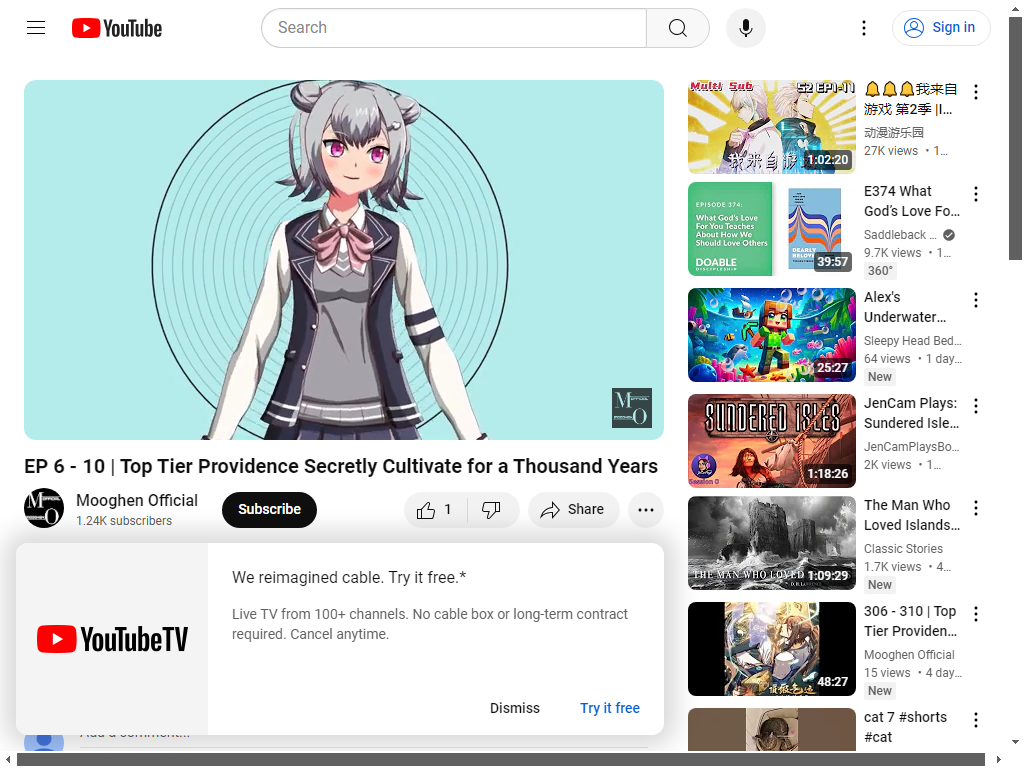 YouTube
Search
Sign in
M OFFICIAL
MOOGHEN O
EP 6 - 10 | Top Tier Providence Secretly Cultivate for a Thousand Years
Mooghen Official
1.24K subscribers
Subscribe
1
Share
We reimagined cable. Try it free.*
Live TV from 100+ channels. No cable box or long-term contract
required. Cancel anytime.
YouTubeTV
Dismiss
Try it free
Add a comment...
Multi Sub
S2 EP1-11
我来自游
1:02:20
🔔🔔🔔我来自
游戏 第2季 |I...
动漫游乐园
27K views • 1...
EPISODE 374:
What God's Love
For You Teaches
About How We
Should Love Others
DOABLE
DISCIPLESHIP
DEARLY
BELOVED
39:57
E374 What
God's Love Fo...
Saddleback ...
9.7K views • 1...
360°
25:27
Alex's
Underwater...
Sleepy Head Bed...
64 views • 1 day...
New
SUNDERED ISLES
Session 0
1:18:26
JenCam Plays:
Sundered Isle...
JenCamPlaysBo...
2K views • 1...
THE MAN WHO LOVED
1:09:29
The Man Who
Loved Islands...
Classic Stories
1.7K views • 4...
New
顶级气运
48:27
306 - 310 | Top
Tier Providen...
Mooghen Official
15 views • 4 day...
New
cat 7 #shorts
#cat